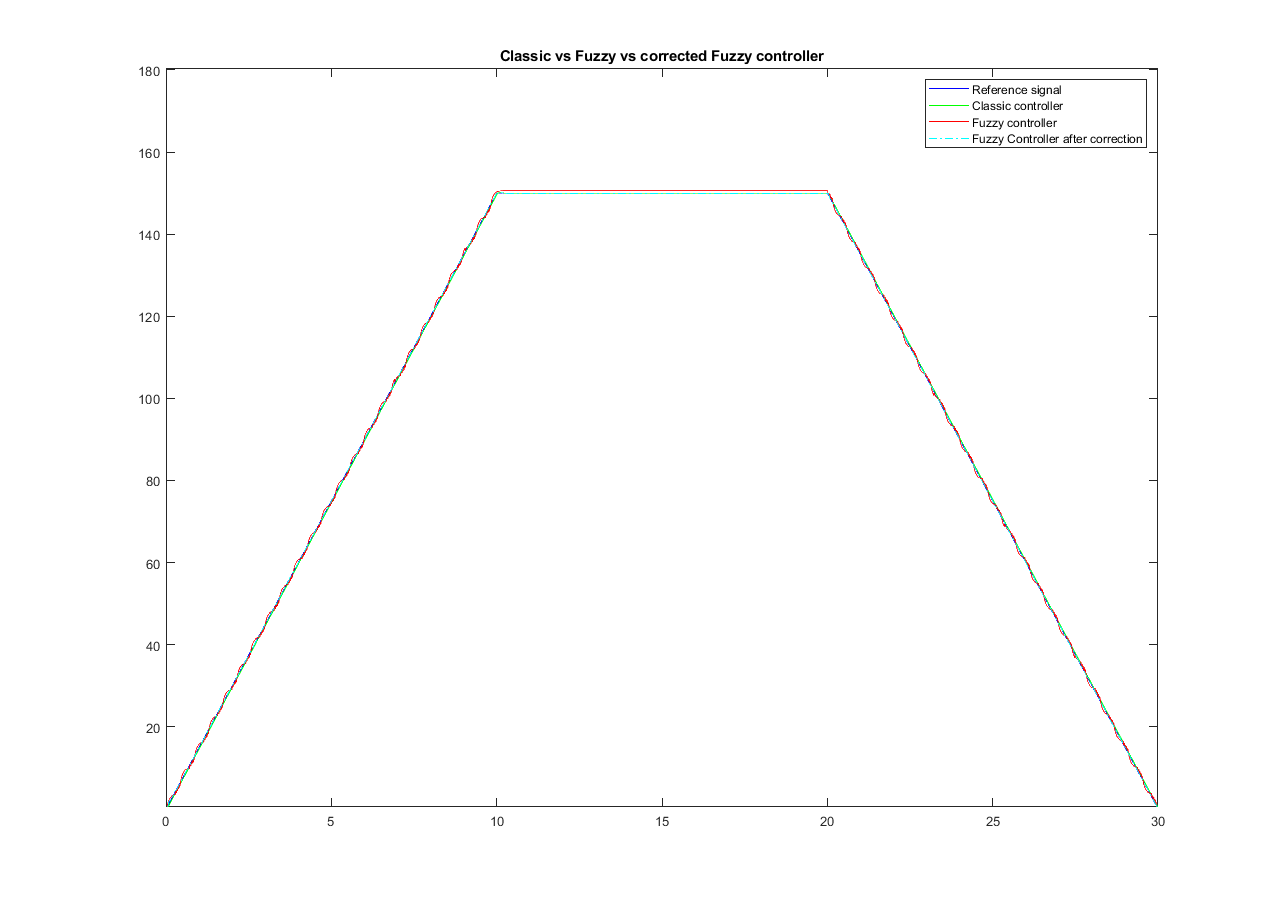 Classic vs Fuzzy vs corrected Fuzzy controller
180
Reference signal
Classic controller
Fuzzy controller
Fuzzy Controller after correction
160
140
120
100
80
60
40
20
0 5 10 15 20 25 30